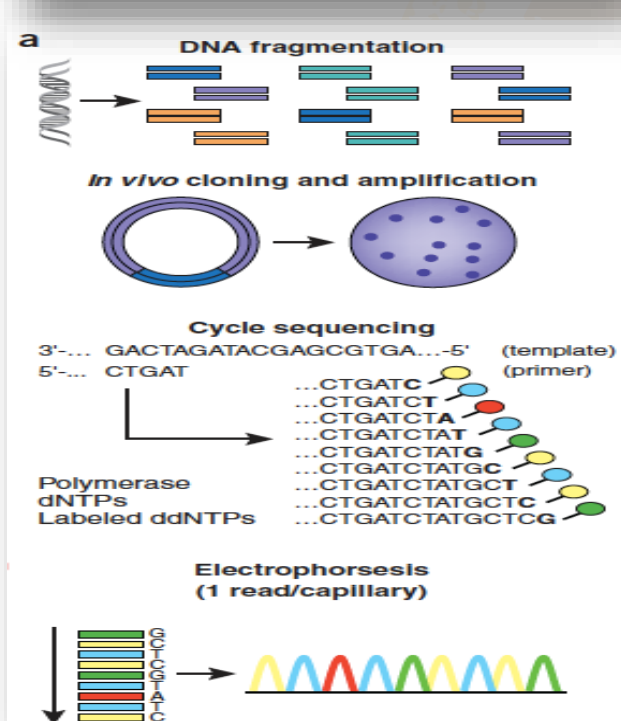 a
DNA fragmentation
In vivo cloning and amplification
Cycle sequencing
3'-... GACTAGATACGAGCGTGA...-5' (template)
5'-... CTGAT (primer)
...CTGATC
...CTGATCT
...CTGATCTA
...CTGATCTAT
...CTGATCTATG
...CTGATCTATGC
...CTGATCTATGCT
...CTGATCTATGCTC
...CTGATCTATGCTCG
Polymerase
dNTPs
Labeled ddNTPs
Electrophorsesis
(1 read/capillary)
G
C
T
C
G
T
A
T
C